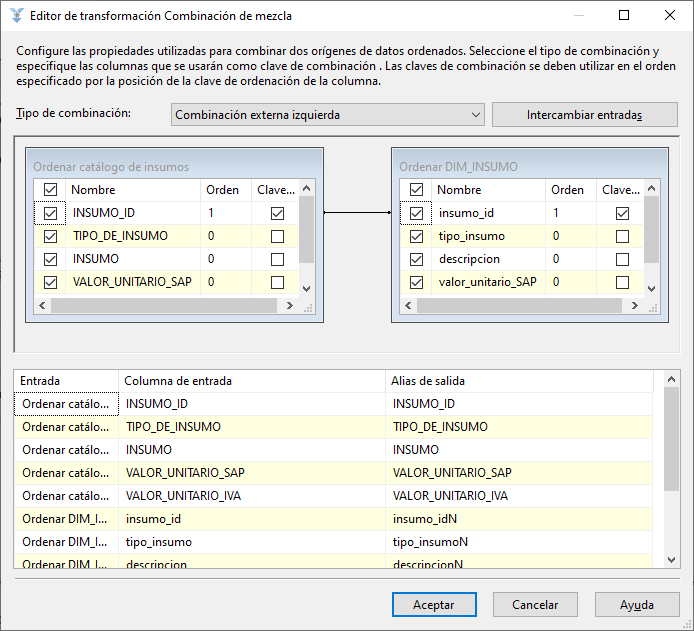 Editor de transformación Combinación de mezcla
Configure las propiedades utilizadas para combinar dos orígenes de datos ordenados. Seleccione el tipo de combinación y
especifique las columnas que se usarán como clave de combinación . Las claves de combinación se deben utilizar en el orden
especificado por la posición de la clave de ordenación de la columna.
Tipo de combinación:
Combinación externa izquierda
Intercambiar entradas
Ordenar catálogo de insumos
Nombre Orden Clave...
INSUMO_ID 1
TIPO_DE_INSUMO 0
INSUMO 0
VALOR_UNITARIO_SAP 0
Ordenar DIM_INSUMO
Nombre Orden Clave...
insumo_id 1
tipo_insumo 0
descripcion 0
valor_unitario_SAP 0
Entrada Columna de entrada Alias de salida
Ordenar catálo... INSUMO_ID INSUMO_ID
Ordenar catálo... TIPO_DE_INSUMO TIPO_DE_INSUMO
Ordenar catálo... INSUMO INSUMO
Ordenar catálo... VALOR_UNITARIO_SAP VALOR_UNITARIO_SAP
Ordenar catálo... VALOR_UNITARIO_IVA VALOR_UNITARIO_IVA
Ordenar DIM_I... insumo_id insumo_idN
Ordenar DIM_I... tipo_insumo tipo_insumoN
Ordenar DIM_I... descripcion descripcionN
Aceptar
Cancelar
Ayuda